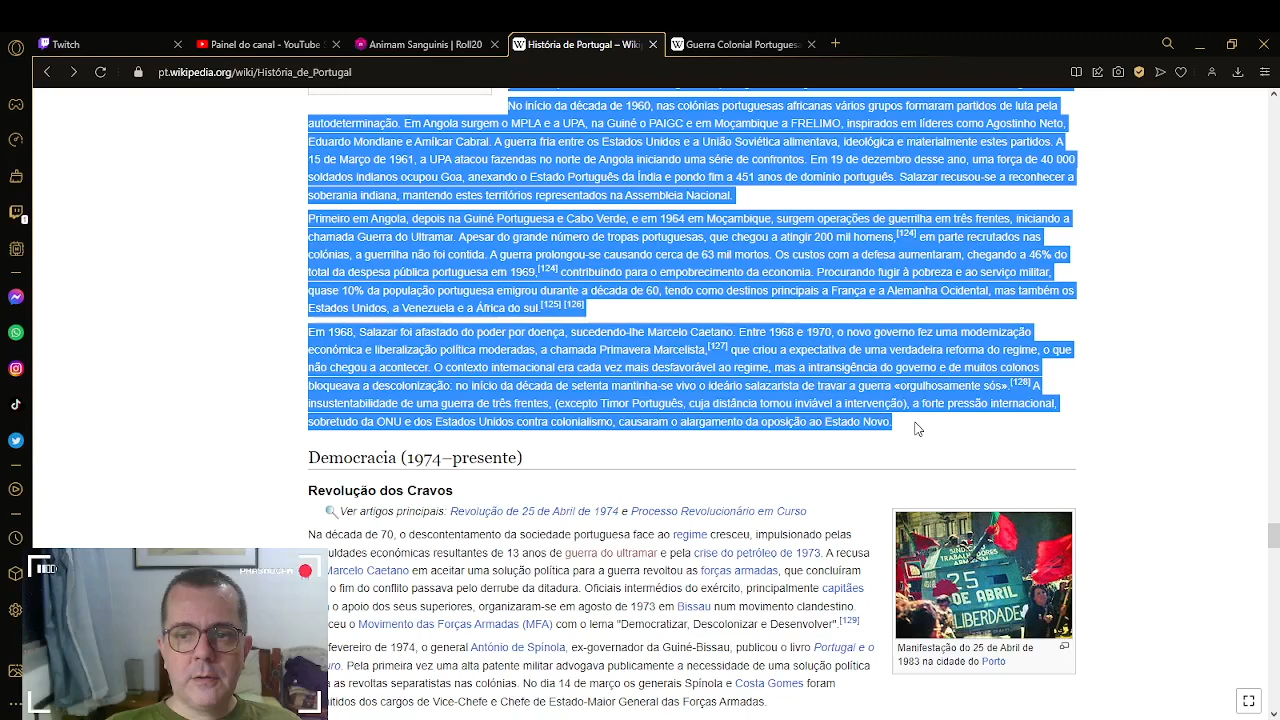 Twitch
Painel do canal - YouTube S
Animam Sanguinis | Roll20
História de Portugal – Wiki
Guerra Colonial Portuguesa
pt.wikipedia.org/wiki/História_de_Portugal
No início da década de 1960, nas colónias portuguesas africanas vários grupos formaram partidos de luta pela
autodeterminação. Em Angola surgem o MPLA e a UPA, na Guiné o PAIGC e em Moçambique a FRELIMO, inspirados em líderes como Agostinho Neto,
Eduardo Mondlane e Amílcar Cabral. A guerra fria entre os Estados Unidos e a União Soviética alimentava, ideológica e materialmente estes partidos. A
15 de Março de 1961, a UPA atacou fazendas no norte de Angola iniciando uma série de confrontos. Em 19 de dezembro desse ano, uma força de 40 000
soldados indianos ocupou Goa, anexando o Estado Português da Índia e pondo fim a 451 anos de domínio português. Salazar recusou-se a reconhecer a
soberania indiana, mantendo estes territórios representados na Assembleia Nacional.
Primeiro em Angola, depois na Guiné Portuguesa e Cabo Verde, e em 1964 em Moçambique, surgem operações de guerrilha em três frentes, iniciando a
chamada Guerra do Ultramar. Apesar do grande número de tropas portuguesas, que chegou a atingir 200 mil homens,[124] em parte recrutados nas
colónias, a guerrilha não foi contida. A guerra prolongou-se causando cerca de 63 mil mortos. Os custos com a defesa aumentaram, chegando a 46% do
total da despesa pública portuguesa em 1969,[124] contribuindo para o empobrecimento da economia. Procurando fugir à pobreza e ao serviço militar,
quase 10% da população portuguesa emigrou durante a década de 60, tendo como destinos principais a França e a Alemanha Ocidental, mas também os
Estados Unidos, a Venezuela e a África do sul.[125] [126]
Em 1968, Salazar foi afastado do poder por doença, sucedendo-lhe Marcelo Caetano. Entre 1968 e 1970, o novo governo fez uma modernização
económica e liberalização política moderadas, a chamada Primavera Marcelista,[127] que criou a expectativa de uma verdadeira reforma do regime, o que
não chegou a acontecer. O contexto internacional era cada vez mais desfavorável ao regime, mas a intransigência do governo e de muitos colonos
bloqueava a descolonização: no início da década de setenta mantinha-se vivo o ideário salazarista de travar a guerra «orgulhosamente sós».[128] A
insustentabilidade de uma guerra de três frentes, (excepto Timor Português, cuja distância tornou inviável a intervenção), a forte pressão internacional,
sobretudo da ONU e dos Estados Unidos contra colonialismo, causaram o alargamento da oposição ao Estado Novo.
Democracia (1974–presente)
Revolução dos Cravos
Ver artigos principais: Revolução de 25 de Abril de 1974 e Processo Revolucionário em Curso
Na década de 70, o descontentamento da sociedade portuguesa face ao regime cresceu, impulsionado pelas
uldades económicas resultantes de 13 anos de guerra do ultramar e pela crise do petróleo de 1973. A recusa
Marcelo Caetano em aceitar uma solução política para a guerra revoltou as forças armadas, que concluíram
o fim do conflito passava pelo derrube da ditadura. Oficiais intermédios do exército, principalmente capitães
o apoio dos seus superiores, organizaram-se em agosto de 1973 em Bissau num movimento clandestino.
ceu o Movimento das Forças Armadas (MFA) com o lema "Democratizar, Descolonizar e Desenvolver".[129]
fevereiro de 1974, o general António de Spínola, ex-governador da Guiné-Bissau, publicou o livro Portugal e o
ro. Pela primeira vez uma alta patente militar advogava publicamente a necessidade de uma solução política
as revoltas separatistas nas colónias. No dia 14 de março os generais Spínola e Costa Gomes foram
itidos dos cargos de Vice-Chefe e Chefe de Estado-Maior General das Forças Armadas.
25
DE ABRIL
LIBERDADE
Manifestação do 25 de Abril de
1983 na cidade do Porto